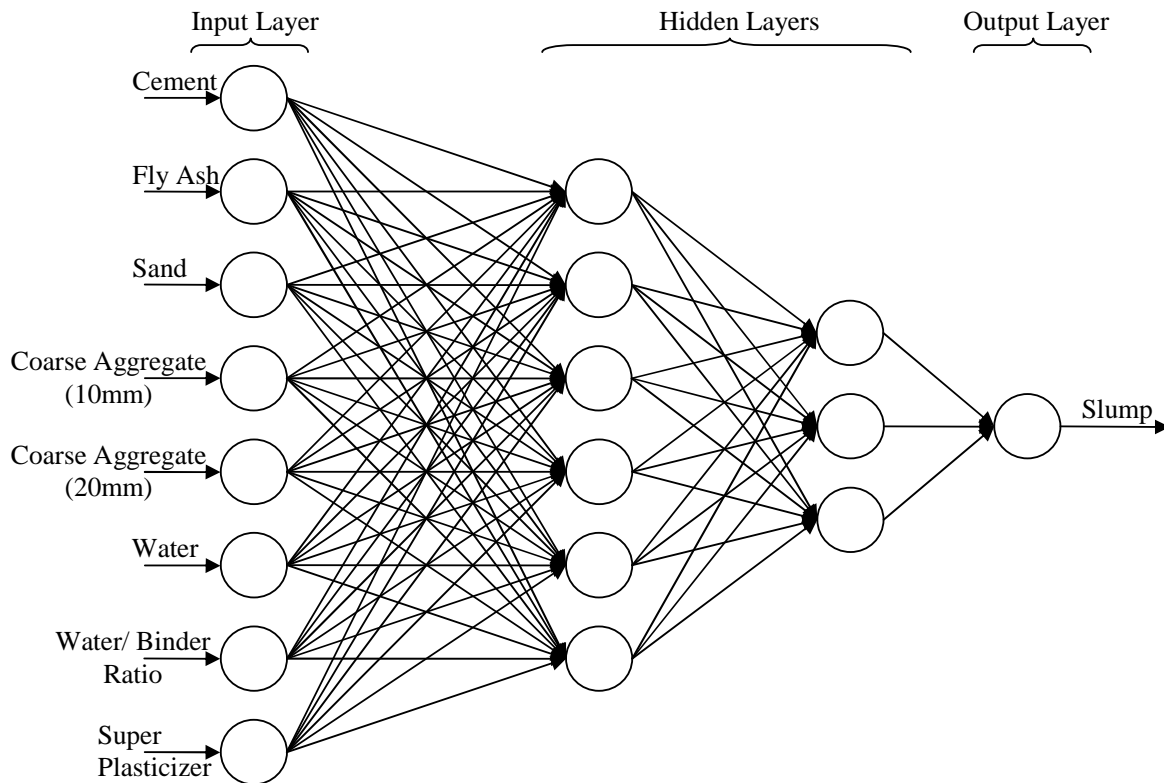 Input Layer
Hidden Layers
Output Layer
Cement
Fly Ash
Sand
Coarse Aggregate
(10mm)
Coarse Aggregate
(20mm)
Water
Water/ Binder
Ratio
Super
Plasticizer
Slump